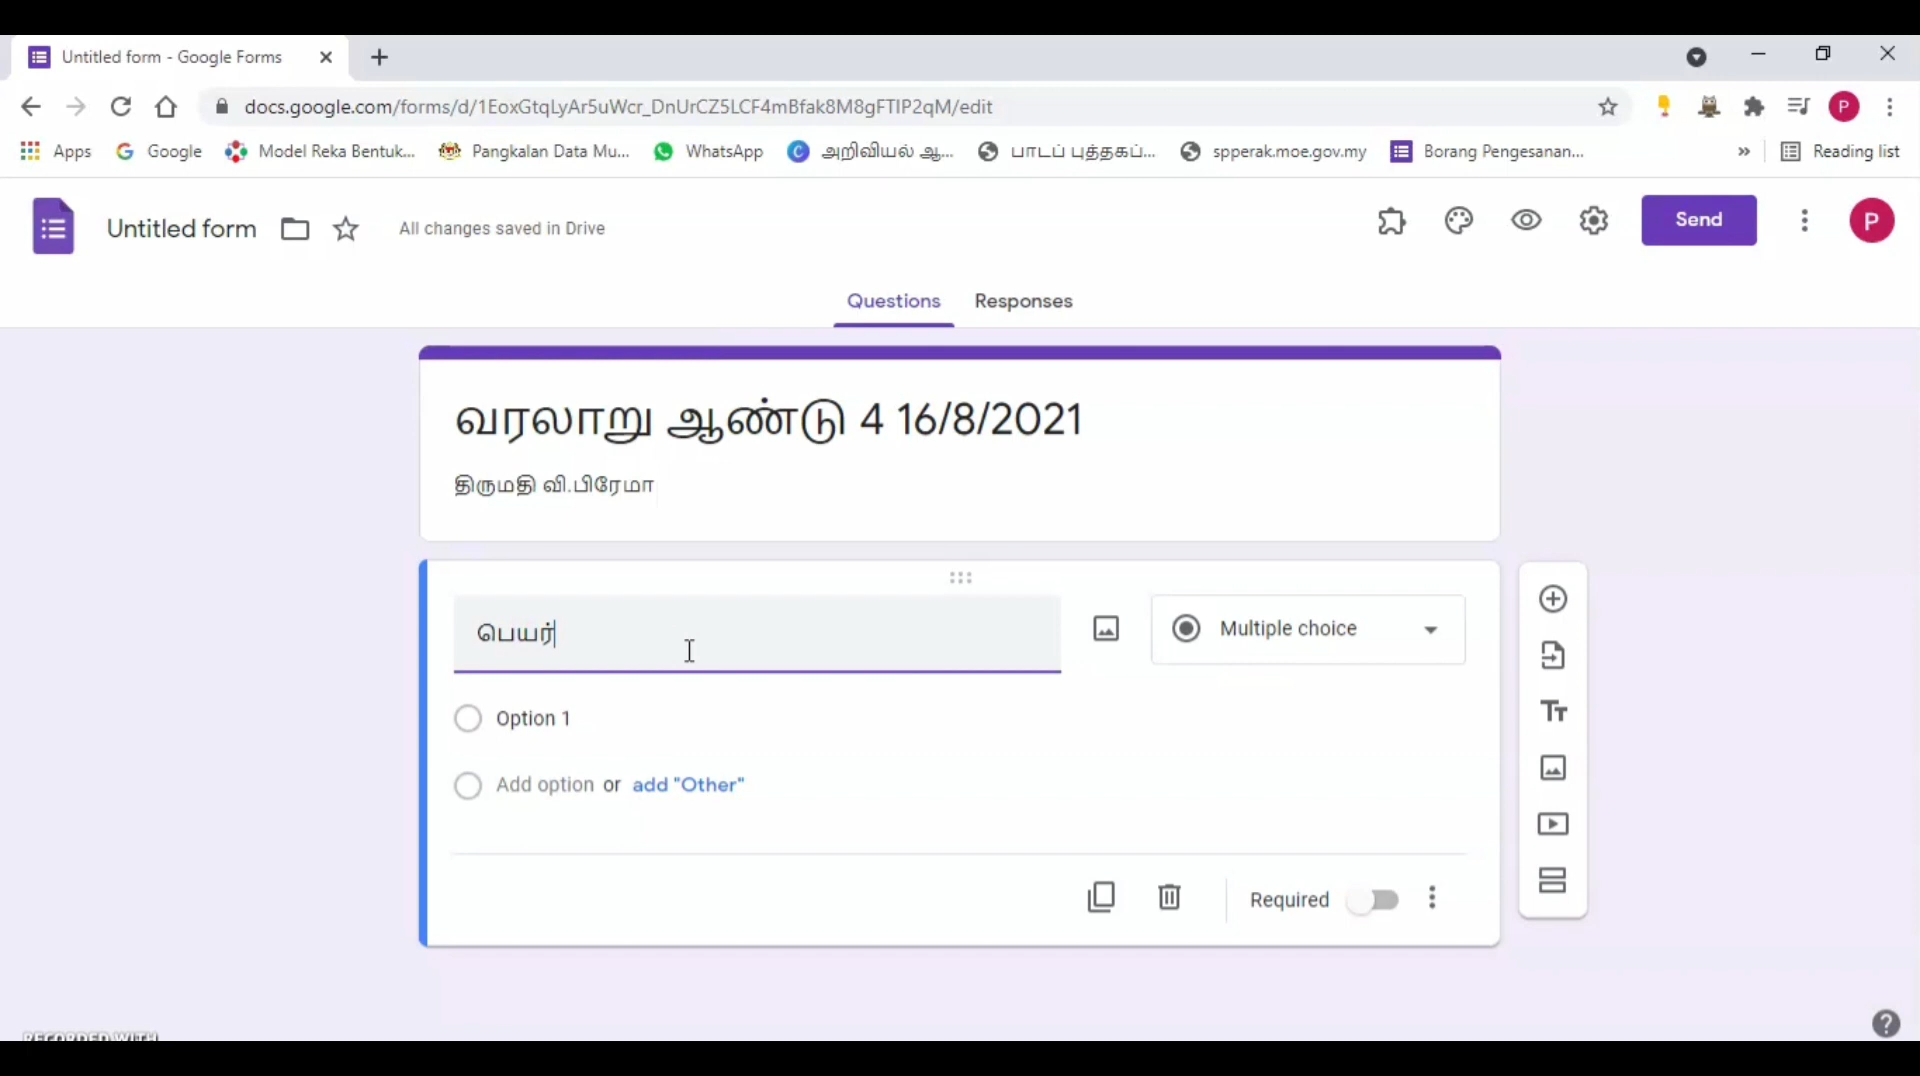 Untitled form - Google Forms
docs.google.com/forms/d/1EoxGtqLyAr5uWcr_DnUrCZ5LCF4mBfak8M8gFTIP2qM/edit
P
Apps Google Model Reka Bentuk... Pangkalan Data Mu... WhatsApp அறிவியல் ஆ... பாடப் புத்தகப்... spperak.moe.gov.my Borang Pengesanan... » Reading list
Untitled form All changes saved in Drive Send P
Questions Responses
வரலாறு ஆண்டு 4 16/8/2021
திருமதி வி.பிரேமா
பெயர் Multiple choice
Option 1
Add option or add "Other"
Required
RECORDED WITH